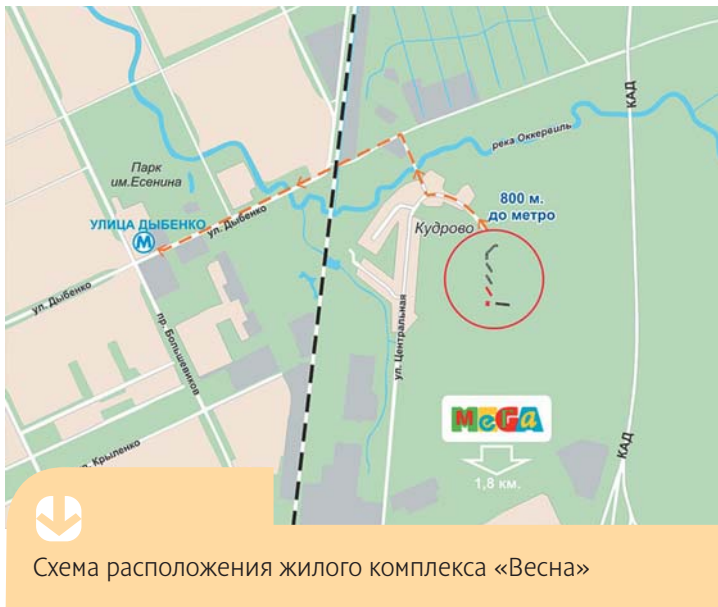 КАД
река Оккервиль
Парк
им.Есенина
800 м.
до метро
УЛИЦА ДЫБЕНКО
М
ул. Дыбенко
Кудрово
ул. Дыбенко
пр. Большевиков
ул. Центральная
MEGA
КАД
1,8 км.
ул. Крыленко
Схема расположения жилого комплекса «Весна»